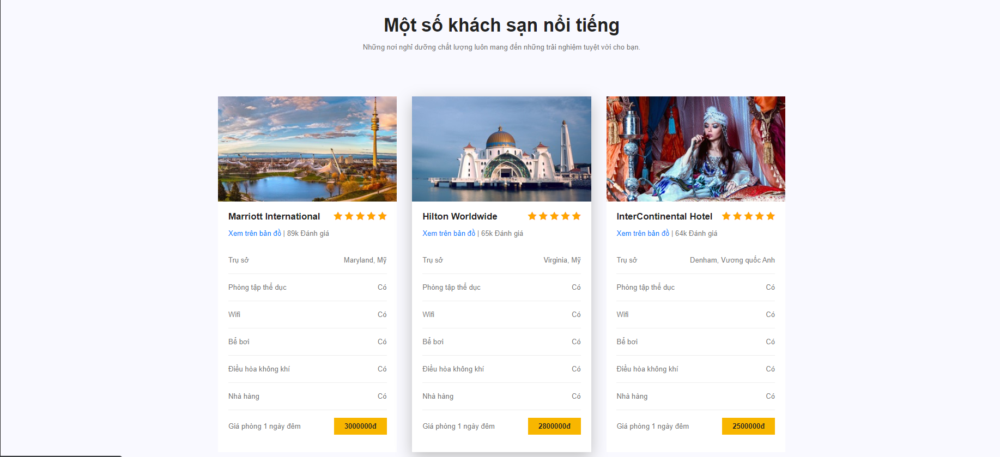 Một số khách sạn nổi tiếng
Những nơi nghỉ dưỡng chất lượng luôn mang đến những trải nghiệm tuyệt vời cho bạn.
Marriott International
Xem trên bản đồ | 89k Đánh giá
Trụ sở Maryland, Mỹ
Phòng tập thể dục Có
Wifi Có
Bể bơi Có
Điều hòa không khí Có
Nhà hàng Có
Giá phòng 1 ngày đêm 3000000đ
Hilton Worldwide
Xem trên bản đồ | 65k Đánh giá
Trụ sở Virginia, Mỹ
Phòng tập thể dục Có
Wifi Có
Bể bơi Có
Điều hòa không khí Có
Nhà hàng Có
Giá phòng 1 ngày đêm 2800000đ
InterContinental Hotel
Xem trên bản đồ | 64k Đánh giá
Trụ sở Denham, Vương quốc Anh
Phòng tập thể dục Có
Wifi Có
Bể bơi Có
Điều hòa không khí Có
Nhà hàng Có
Giá phòng 1 ngày đêm 2500000đ